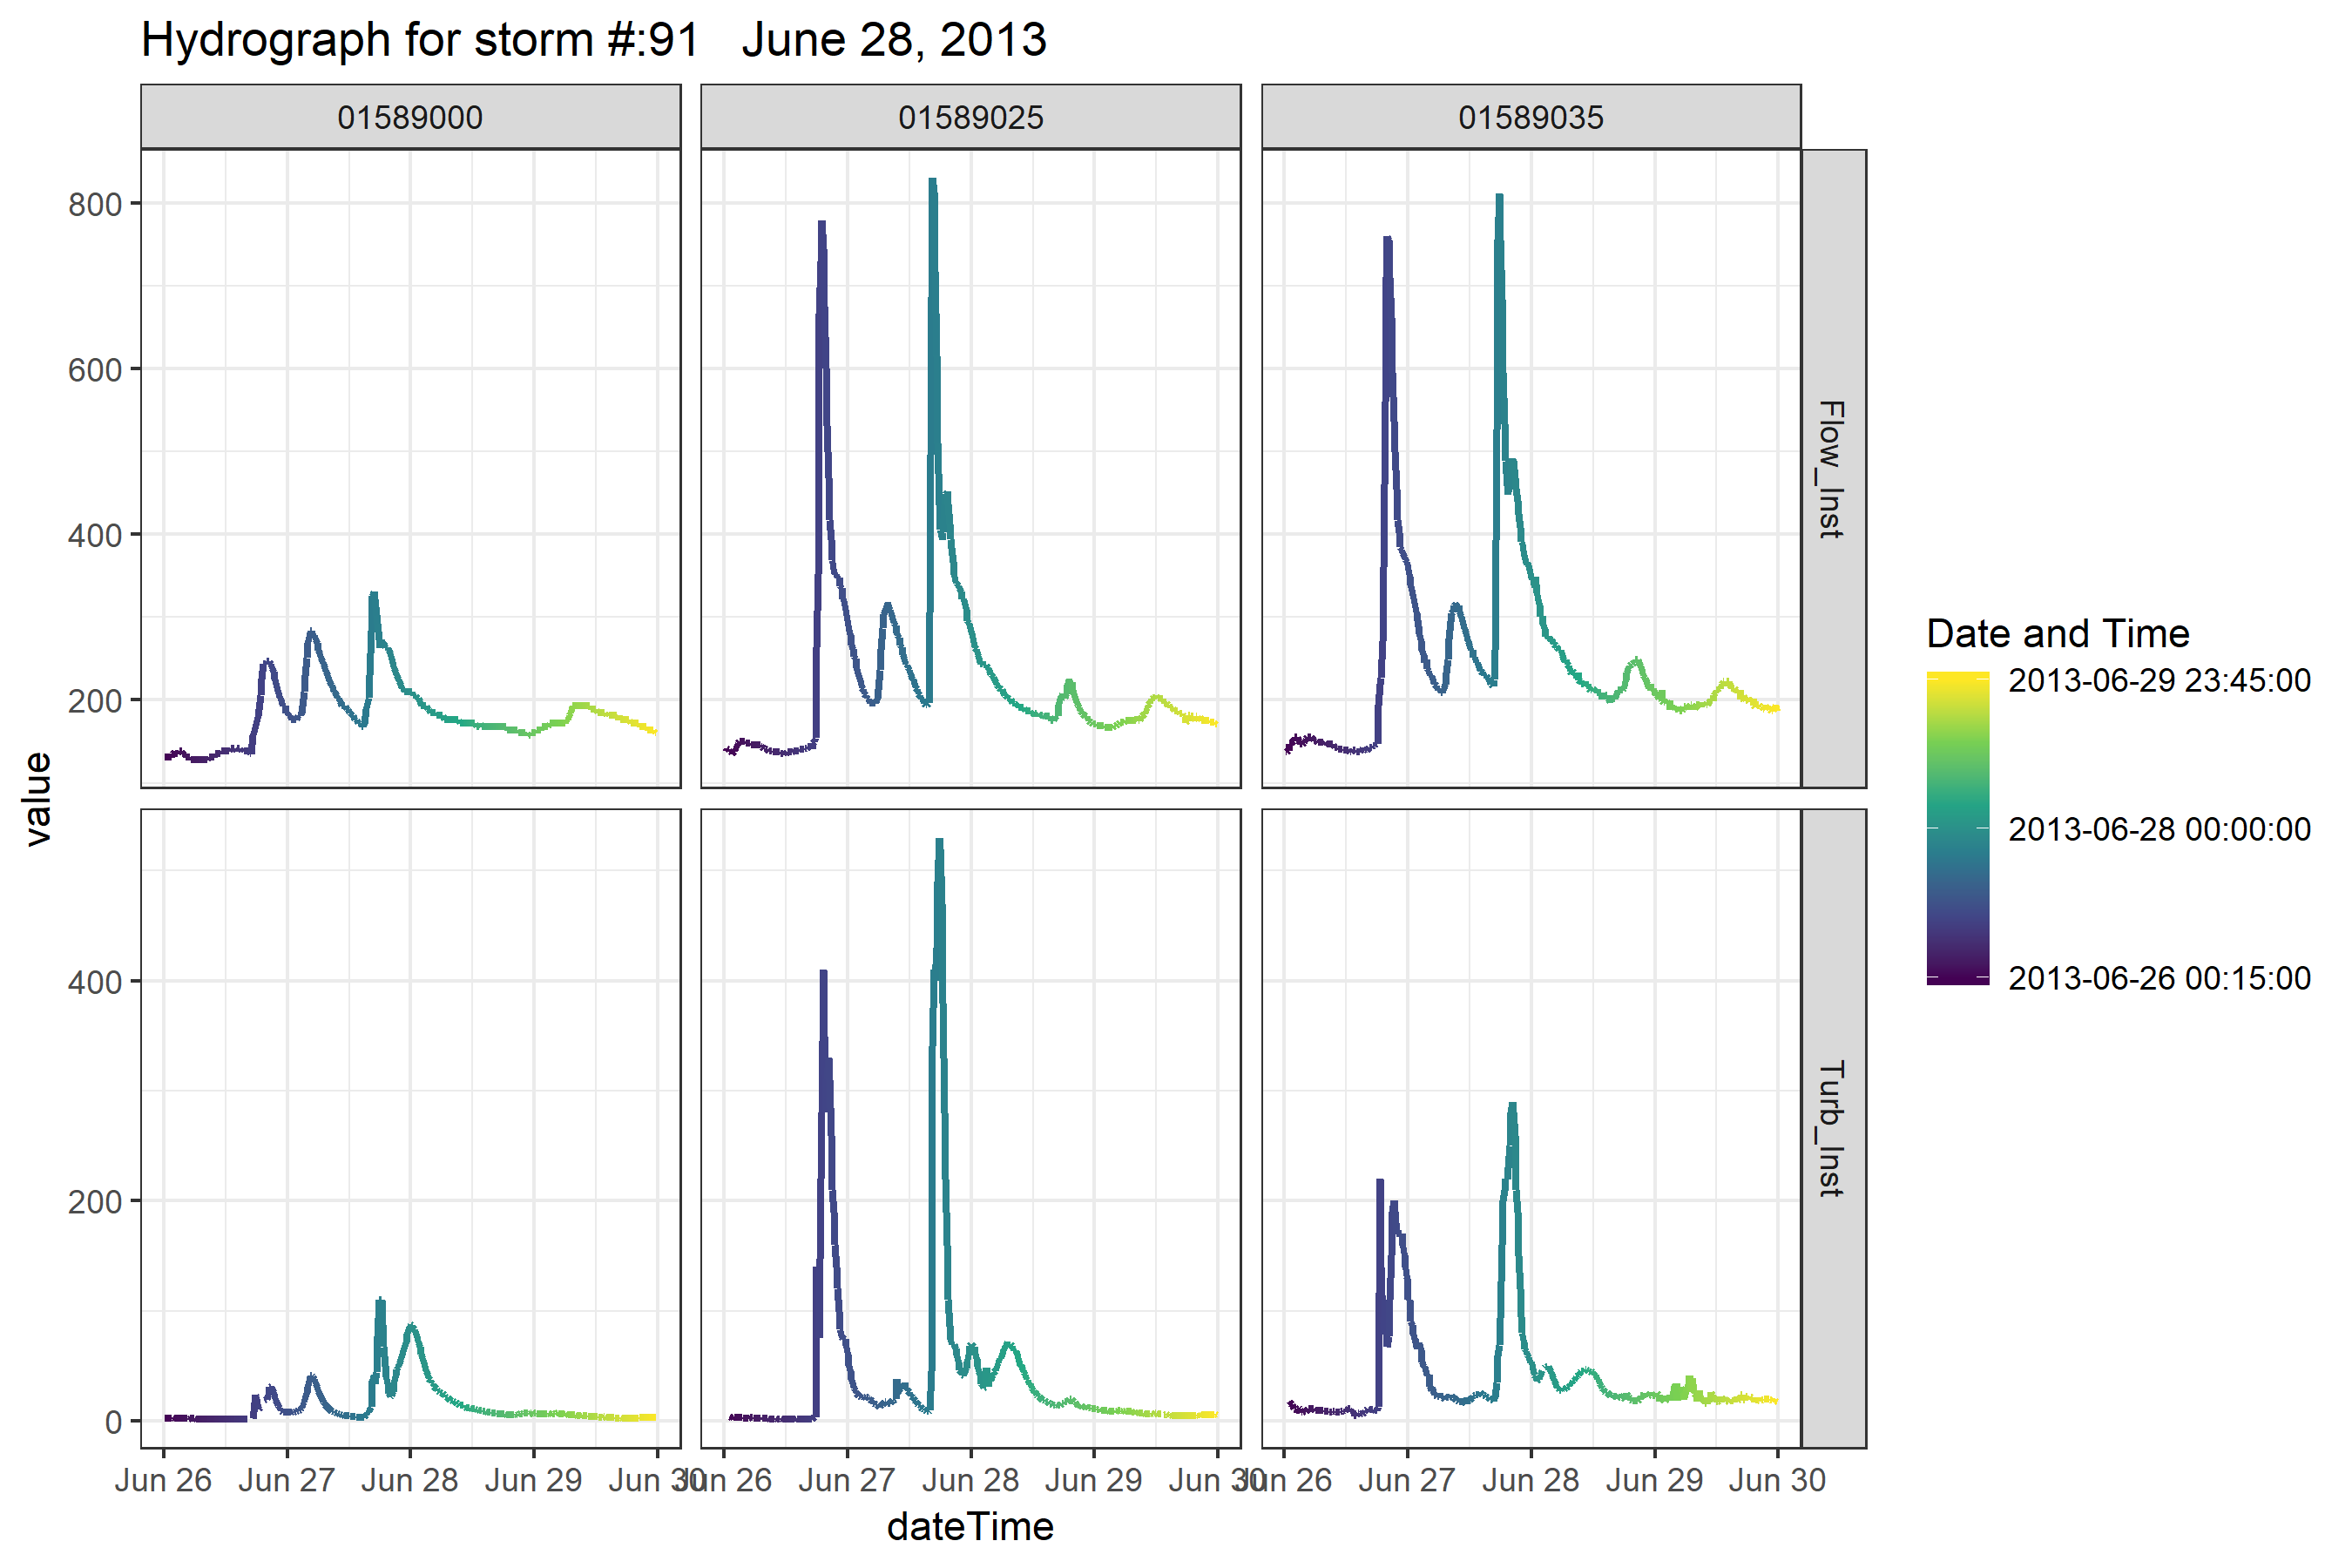 Hydrograph for storm #:91   June 28, 2013
01589000
01589025
01589035
800
600
400
200
Flow_Inst
400
200
0
Turb_Inst
value
Jun 26
Jun 27
Jun 28
Jun 29
Jun 30
Jun 26
Jun 27
Jun 28
Jun 29
Jun 30
Jun 26
Jun 27
Jun 28
Jun 29
Jun 30
dateTime
Date and Time
2013-06-29 23:45:00
2013-06-28 00:00:00
2013-06-26 00:15:00